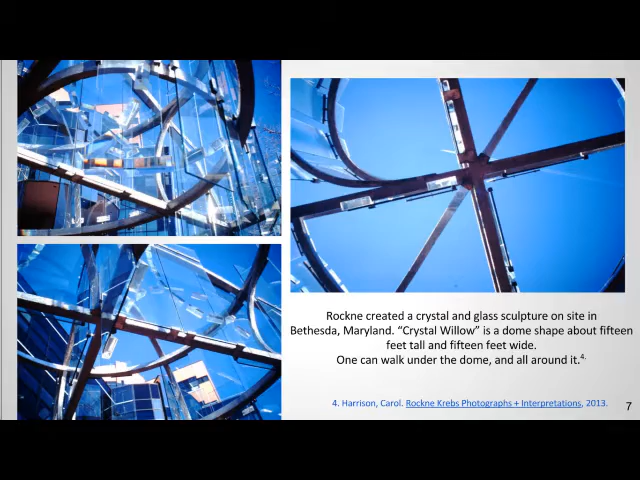 Rockne created a crystal and glass sculpture on site in
Bethesda, Maryland. “Crystal Willow” is a dome shape about fifteen
feet tall and fifteen feet wide.
One can walk under the dome, and all around it.4.
4. Harrison, Carol. Rockne Krebs Photographs + Interpretations, 2013.
7